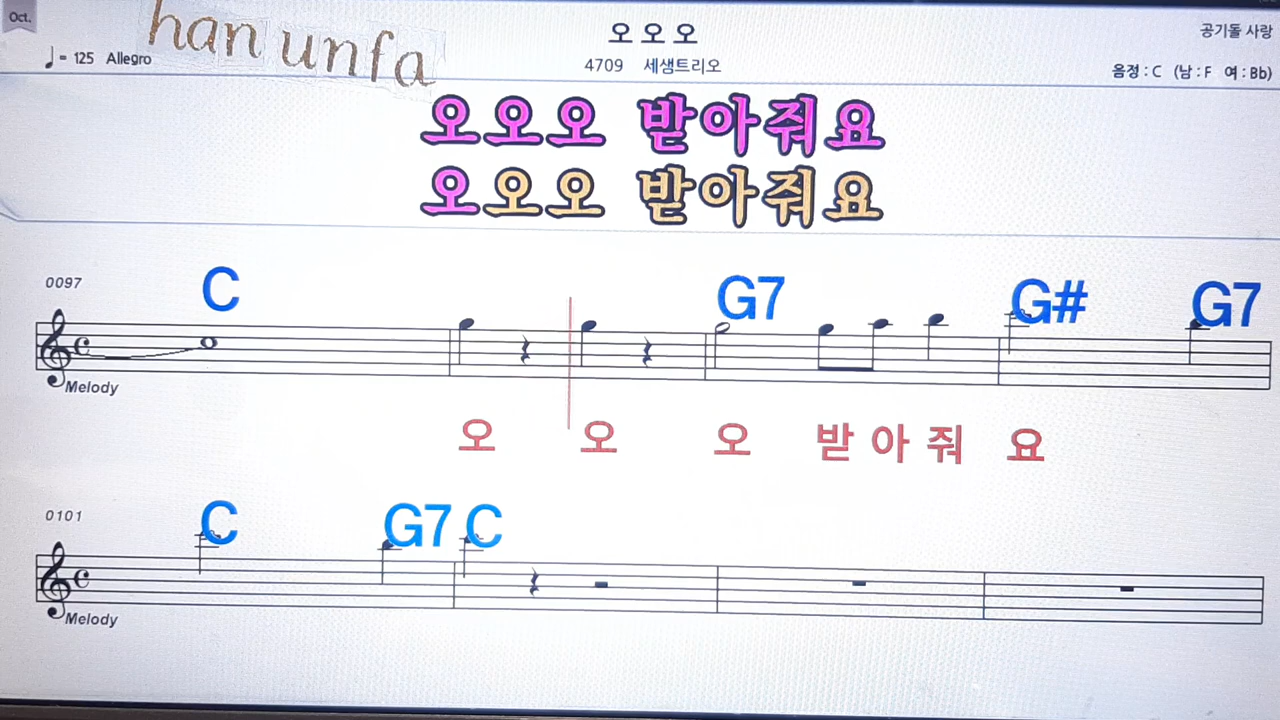 Oct.
han unfa
오 오 오
공기돌 사랑
♩ = 125 Allegro
4709 세샘트리오
음정 : C (남 : F 여 : Bb)
오오오 받아줘요
오오오 받아줘요
0097
C G7 G# G7
Melody
오 오 오 받 아 줘 요
0101
C G7 C
Melody